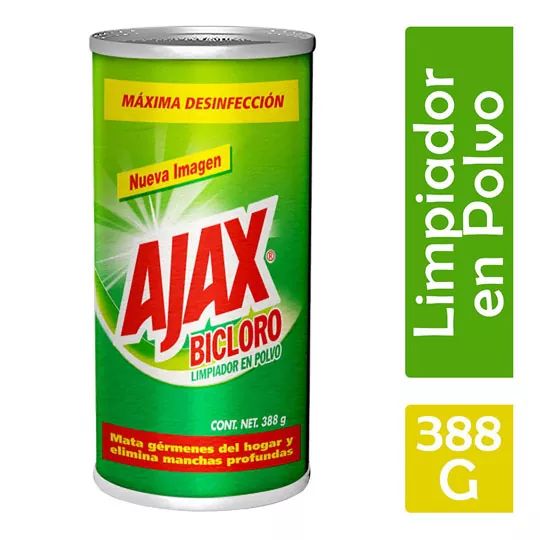 MÁXIMA DESINFECCIÓN
Nueva Imagen
AJAX®
BICLORO
LIMPIADOR EN POLVO
CONT. NET. 388 g
Mata gérmenes del hogar y
elimina manchas profundas
Limpiador
en Polvo
388
G